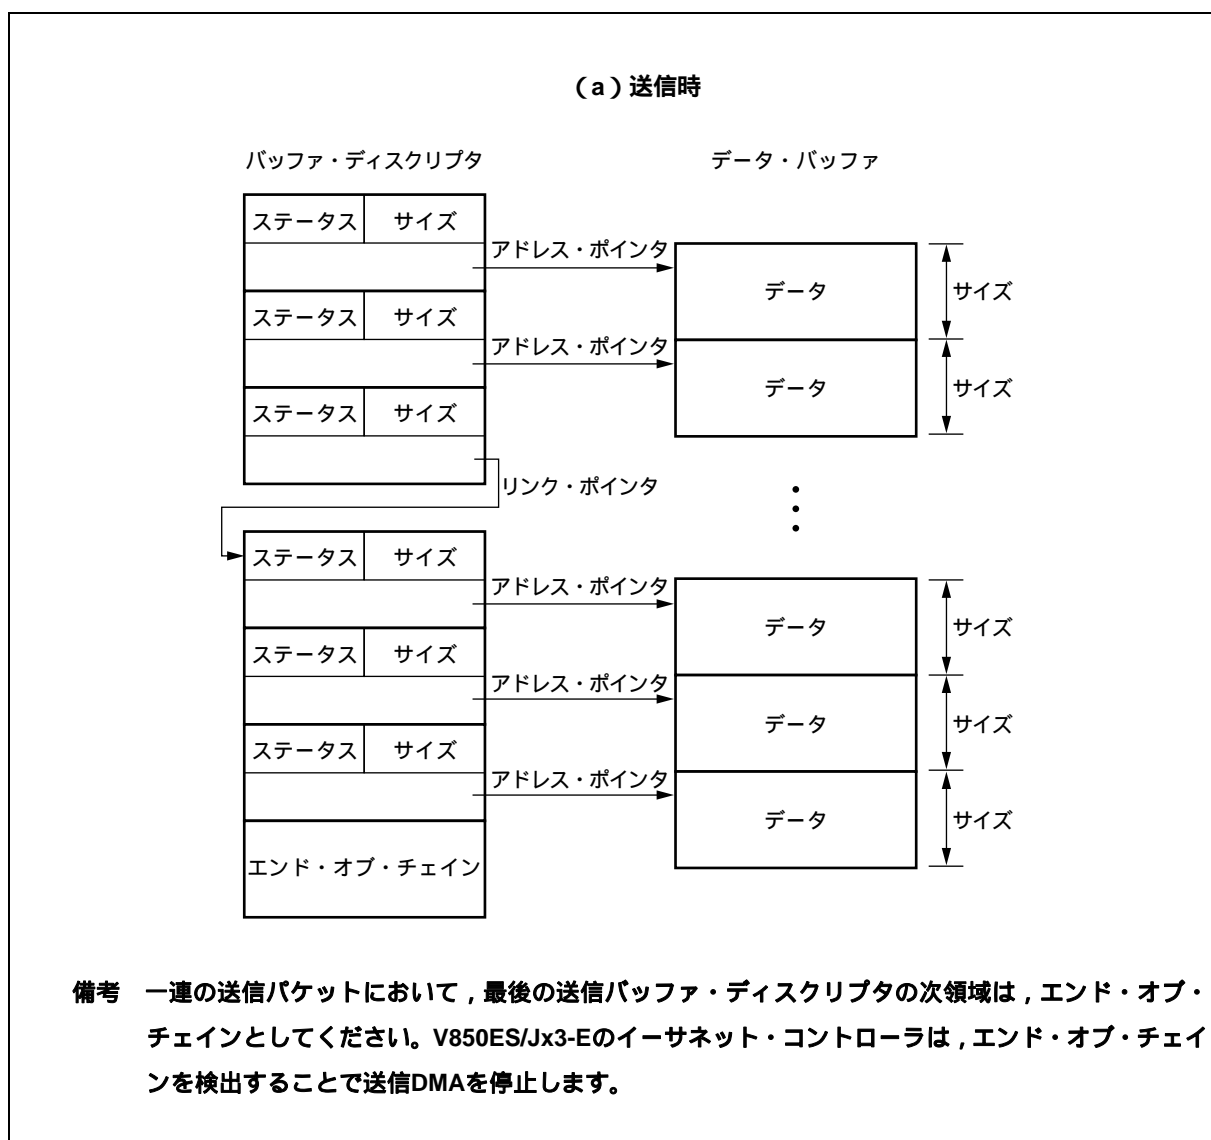 (a)送信時
バッファ・ディスクリプタ
データ・バッファ
ステータス サイズ
アドレス・ポインタ
データ
サイズ
ステータス サイズ
アドレス・ポインタ
データ
サイズ
ステータス サイズ
リンク・ポインタ
ステータス サイズ
アドレス・ポインタ
データ
サイズ
ステータス サイズ
アドレス・ポインタ
データ
サイズ
ステータス サイズ
アドレス・ポインタ
データ
サイズ
エンド・オブ・チェイン
備考 一連の送信パケットにおいて,最後の送信バッファ・ディスクリプタの次領域は,エンド・オブ・
チェインとしてください。V850ES/Jx3-Eのイーサネット・コントローラは,エンド・オブ・チェイ
ンを検出することで送信DMAを停止します。